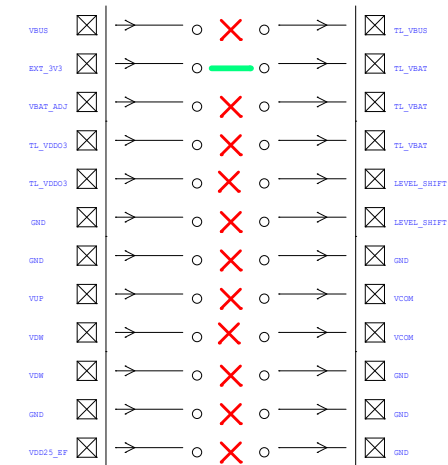 VBUS TL_VBUS
EXT_3V3 TL_VBAT
VBAT_ADJ TL_VBAT
TL_VDDO3 TL_VBAT
TL_VDDO3 LEVEL_SHIFT
GND LEVEL_SHIFT
GND GND
VUP VCOM
VDW VCOM
VDW GND
GND GND
VDD25_EF GND